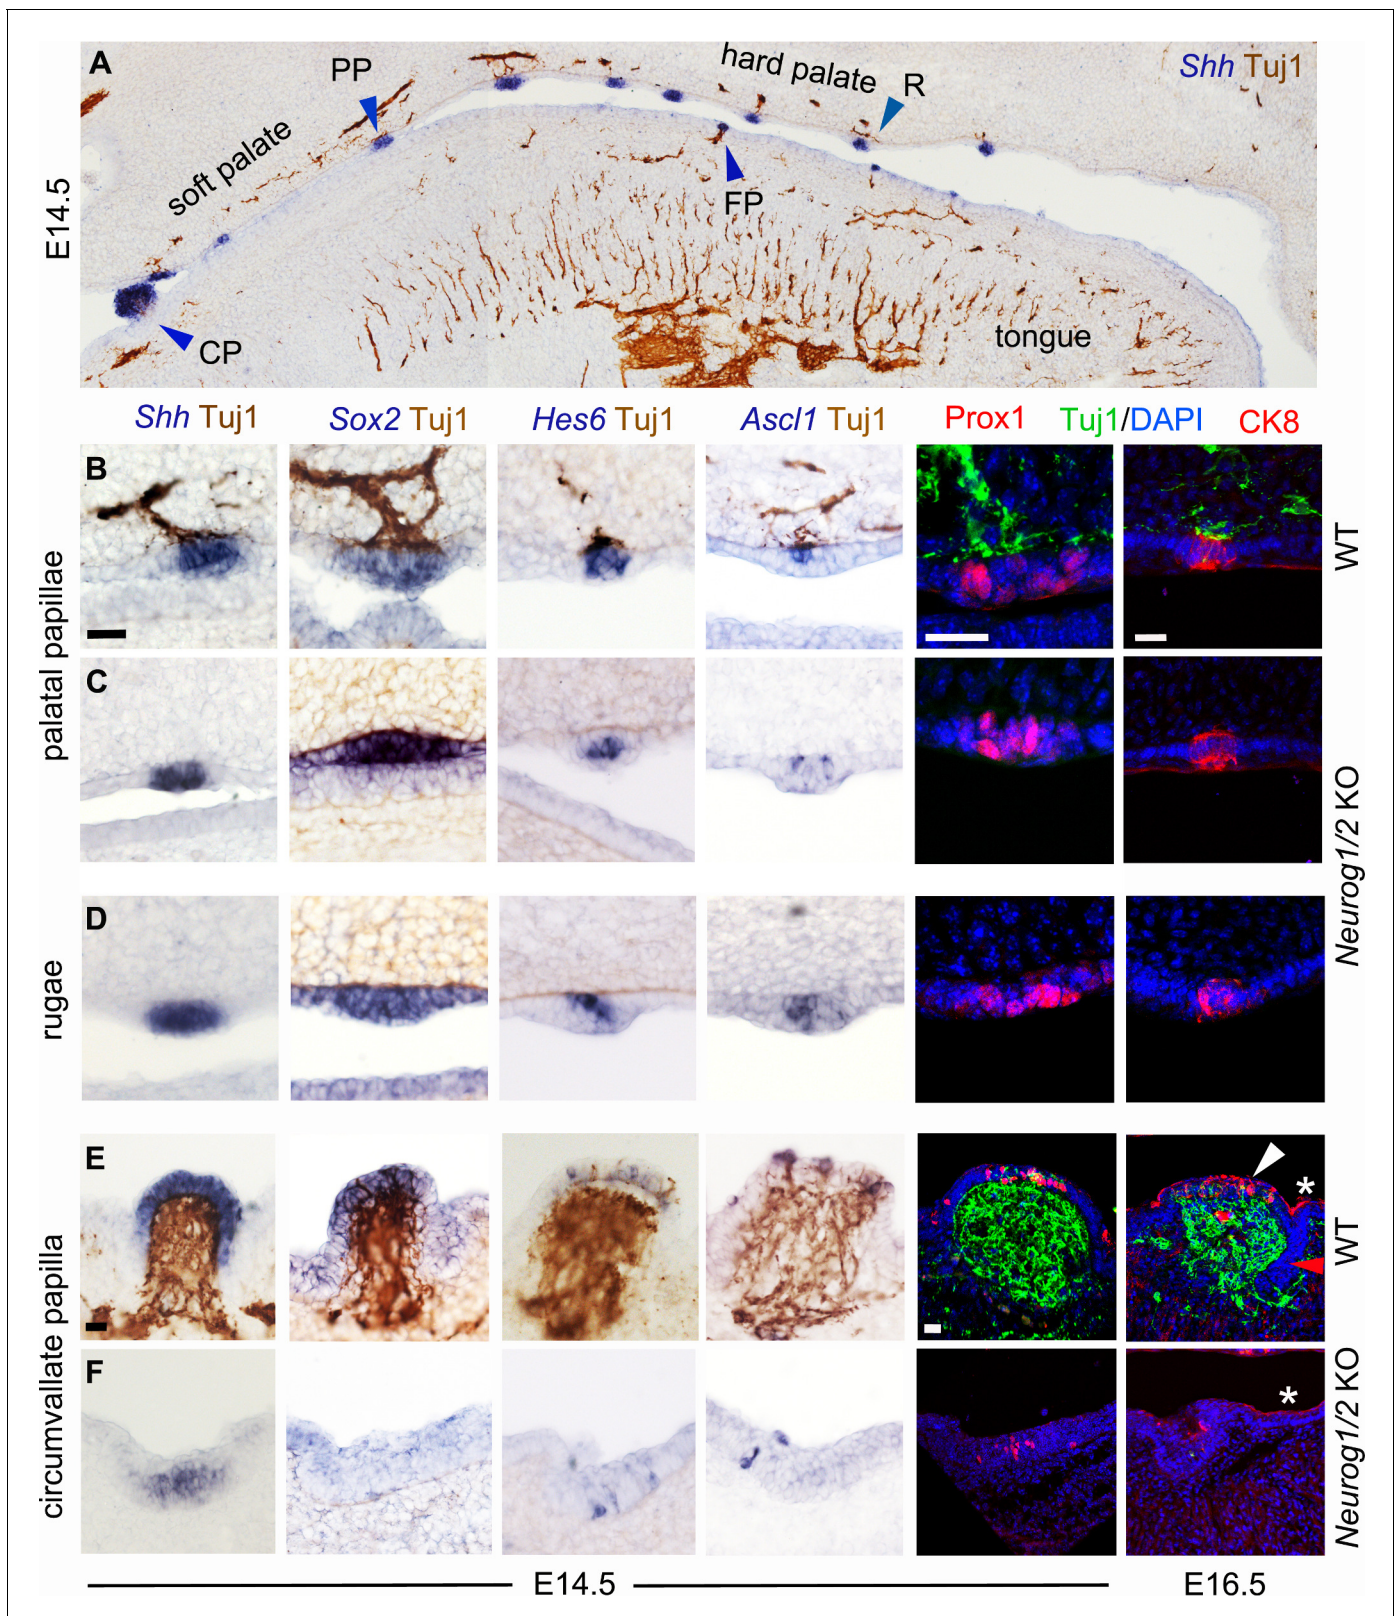 A
PP
hard palate
R
Shh Tuj1
soft palate
E14.5
FP
CP
tongue
Shh Tuj1
Sox2 Tuj1
Hes6 Tuj1
Ascl1 Tuj1
Prox1
Tuj1/DAPI
CK8
B
WT
palatal papillae
C
Neurog1/2 KO
D
rugae
E
*
WT
circumvallate papilla
F
*
Neurog1/2 KO
E14.5
E16.5